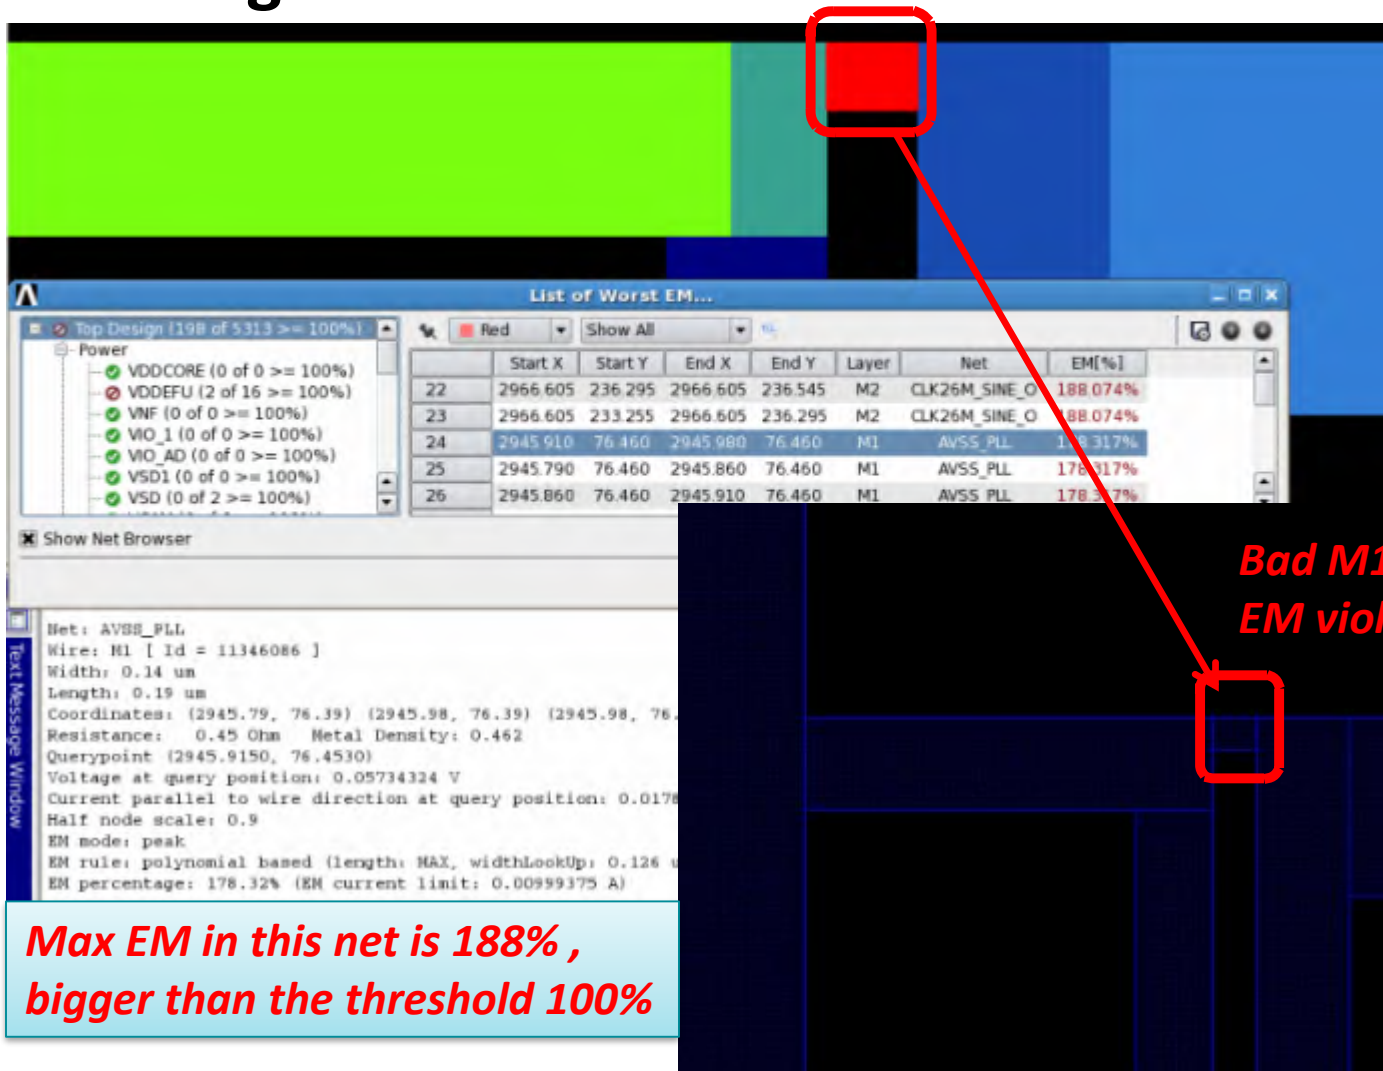 g
List of Worst EM...
Top Design (198 of 5313 >= 100%)
Power
VDDCORE (0 of 0 >= 100%)
VDDEFU (2 of 16 >= 100%)
VNF (0 of 0 >= 100%)
VIO_1 (0 of 0 >= 100%)
VIO_AD (0 of 0 >= 100%)
VSD1 (0 of 0 >= 100%)
VSD (0 of 2 >= 100%)
Red Show All
Start X Start Y End X End Y Layer Net EM[%]
22 2966.605 236.295 2966.605 236.545 M2 CLK26M_SINE_O 188.074%
23 2966.605 233.255 2966.605 236.295 M2 CLK26M_SINE_O 188.074%
24 2945.910 76.460 2945.980 76.460 M1 AVSS_PLL 178.317%
25 2945.790 76.460 2945.860 76.460 M1 AVSS_PLL 178.317%
26 2945.860 76.460 2945.910 76.460 M1 AVSS_PLL 178.317%
Show Net Browser
Text Message Window
Net: AVSS_PLL
Wire: M1 [ Id = 11346086 ]
Width: 0.14 um
Length: 0.19 um
Coordinates: (2945.79, 76.39) (2945.98, 76.39) (2945.98, 76.
Resistance: 0.45 Ohm Metal Density: 0.462
Querypoint (2945.9150, 76.4530)
Voltage at query position: 0.05734324 V
Current parallel to wire direction at query position: 0.0178
Half node scale: 0.9
EM mode: peak
EM rule: polynomial based (length: MAX, widthLookUp: 0.126 u
EM percentage: 178.32% (EM current limit: 0.00999375 A)
Bad M1
EM viol
Max EM in this net is 188% ,
bigger than the threshold 100%